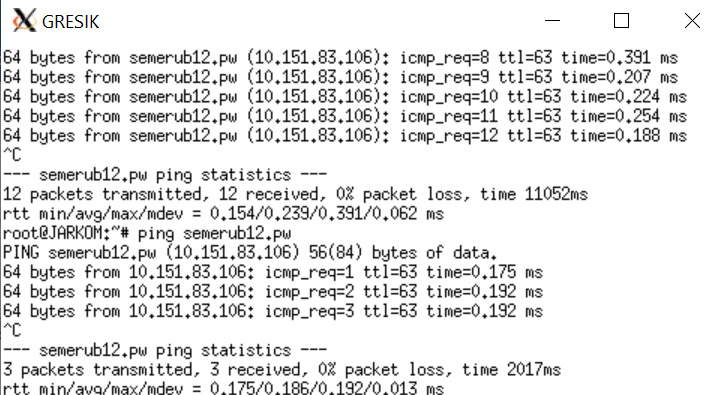 GRESIK
64 bytes from semerub12.pw (10.151.83.106): icmp_req=8 ttl=63 time=0.391 ms
64 bytes from semerub12.pw (10.151.83.106): icmp_req=9 ttl=63 time=0.207 ms
64 bytes from semerub12.pw (10.151.83.106): icmp_req=10 ttl=63 time=0.224 ms
64 bytes from semerub12.pw (10.151.83.106): icmp_req=11 ttl=63 time=0.254 ms
64 bytes from semerub12.pw (10.151.83.106): icmp_req=12 ttl=63 time=0.188 ms
^C
--- semerub12.pw ping statistics ---
12 packets transmitted, 12 received, 0% packet loss, time 11052ms
rtt min/avg/max/mdev = 0.154/0.239/0.391/0.062 ms
root@JARKOM:~# ping semerub12.pw
PING semerub12.pw (10.151.83.106) 56(84) bytes of data.
64 bytes from 10.151.83.106: icmp_req=1 ttl=63 time=0.175 ms
64 bytes from 10.151.83.106: icmp_req=2 ttl=63 time=0.192 ms
64 bytes from 10.151.83.106: icmp_req=3 ttl=63 time=0.192 ms
^C
--- semerub12.pw ping statistics ---
3 packets transmitted, 3 received, 0% packet loss, time 2017ms
rtt min/avg/max/mdev = 0.175/0.186/0.192/0.013 ms